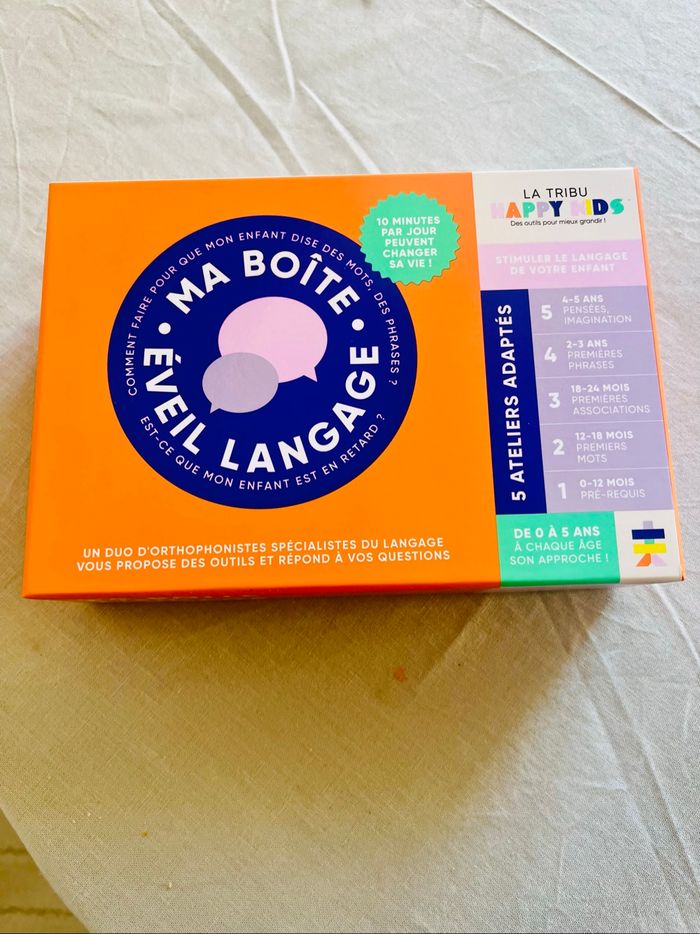 10 MINUTES
PAR JOUR
PEUVENT
CHANGER
SA VIE !
COMMENT FAIRE POUR QUE MON ENFANT DISE DES MOTS, DES PHRASES ?
• MA BOÎTE •
ÉVEIL LANGAGE
EST-CE QUE MON ENFANT EST EN RETARD ?
UN DUO D'ORTHOPHONISTES SPÉCIALISTES DU LANGAGE
VOUS PROPOSE DES OUTILS ET RÉPOND À VOS QUESTIONS
LA TRIBU
HAPPY KIDS™
Des outils pour mieux grandir !
STIMULER LE LANGAGE
DE VOTRE ENFANT
5 ATELIERS ADAPTÉS
5 4-5 ANS
PENSÉES,
IMAGINATION
4 2-3 ANS
PREMIÈRES
PHRASES
3 18-24 MOIS
PREMIÈRES
ASSOCIATIONS
2 12-18 MOIS
PREMIERS
MOTS
1 0-12 MOIS
PRÉ-REQUIS
DE 0 À 5 ANS
À CHAQUE ÂGE
SON APPROCHE !